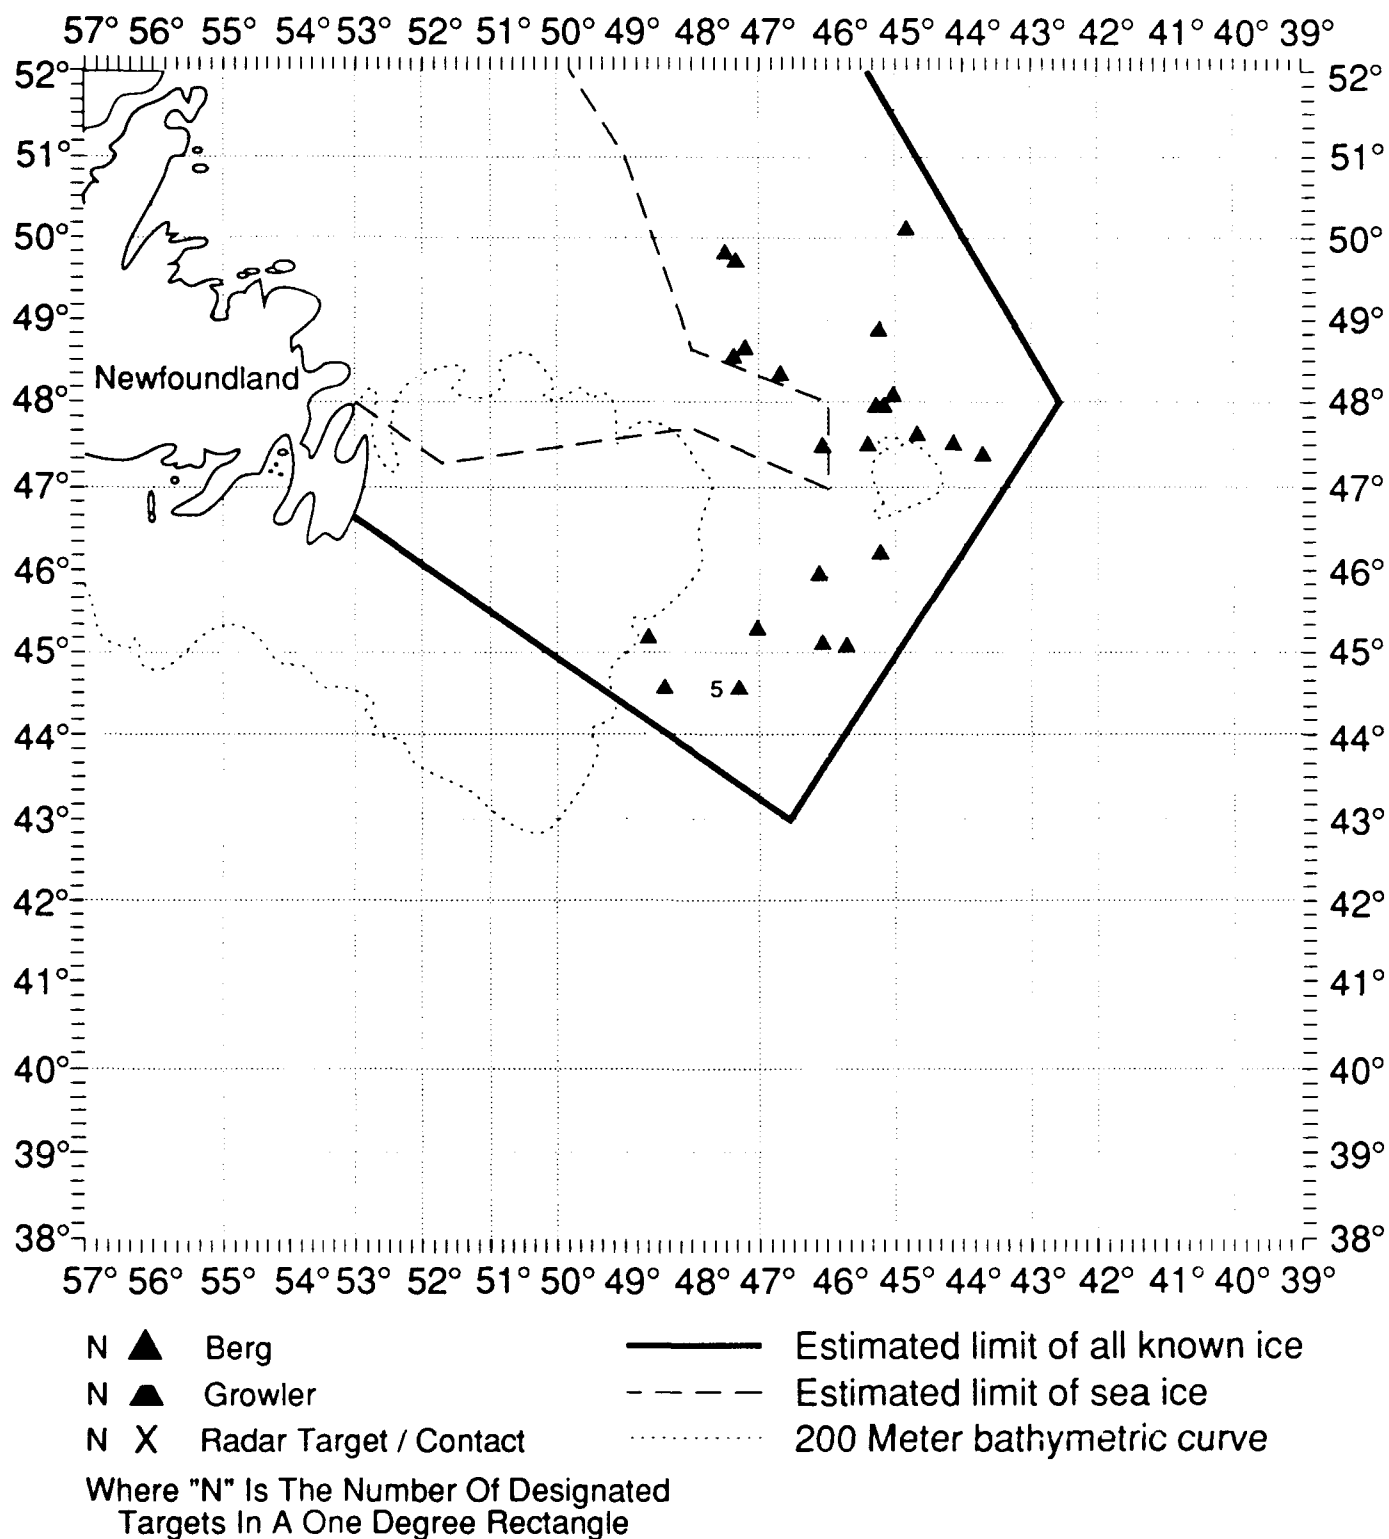 57° 56° 55° 54° 53° 52° 51° 50° 49° 48° 47° 46° 45° 44° 43° 42° 41° 40° 39°
52° 52°
51° 51°
50° 50°
49° 49°
Newfoundland
48° 48°
47° 47°
46° 46°
45° 45°
5
44° 44°
43° 43°
42° 42°
41° 41°
40° 40°
39° 39°
38° 38°
57° 56° 55° 54° 53° 52° 51° 50° 49° 48° 47° 46° 45° 44° 43° 42° 41° 40° 39°
N Berg
N Growler
N X Radar Target / Contact
Where "N" Is The Number Of Designated
Targets In A One Degree Rectangle
Estimated limit of all known ice
Estimated limit of sea ice
200 Meter bathymetric curve